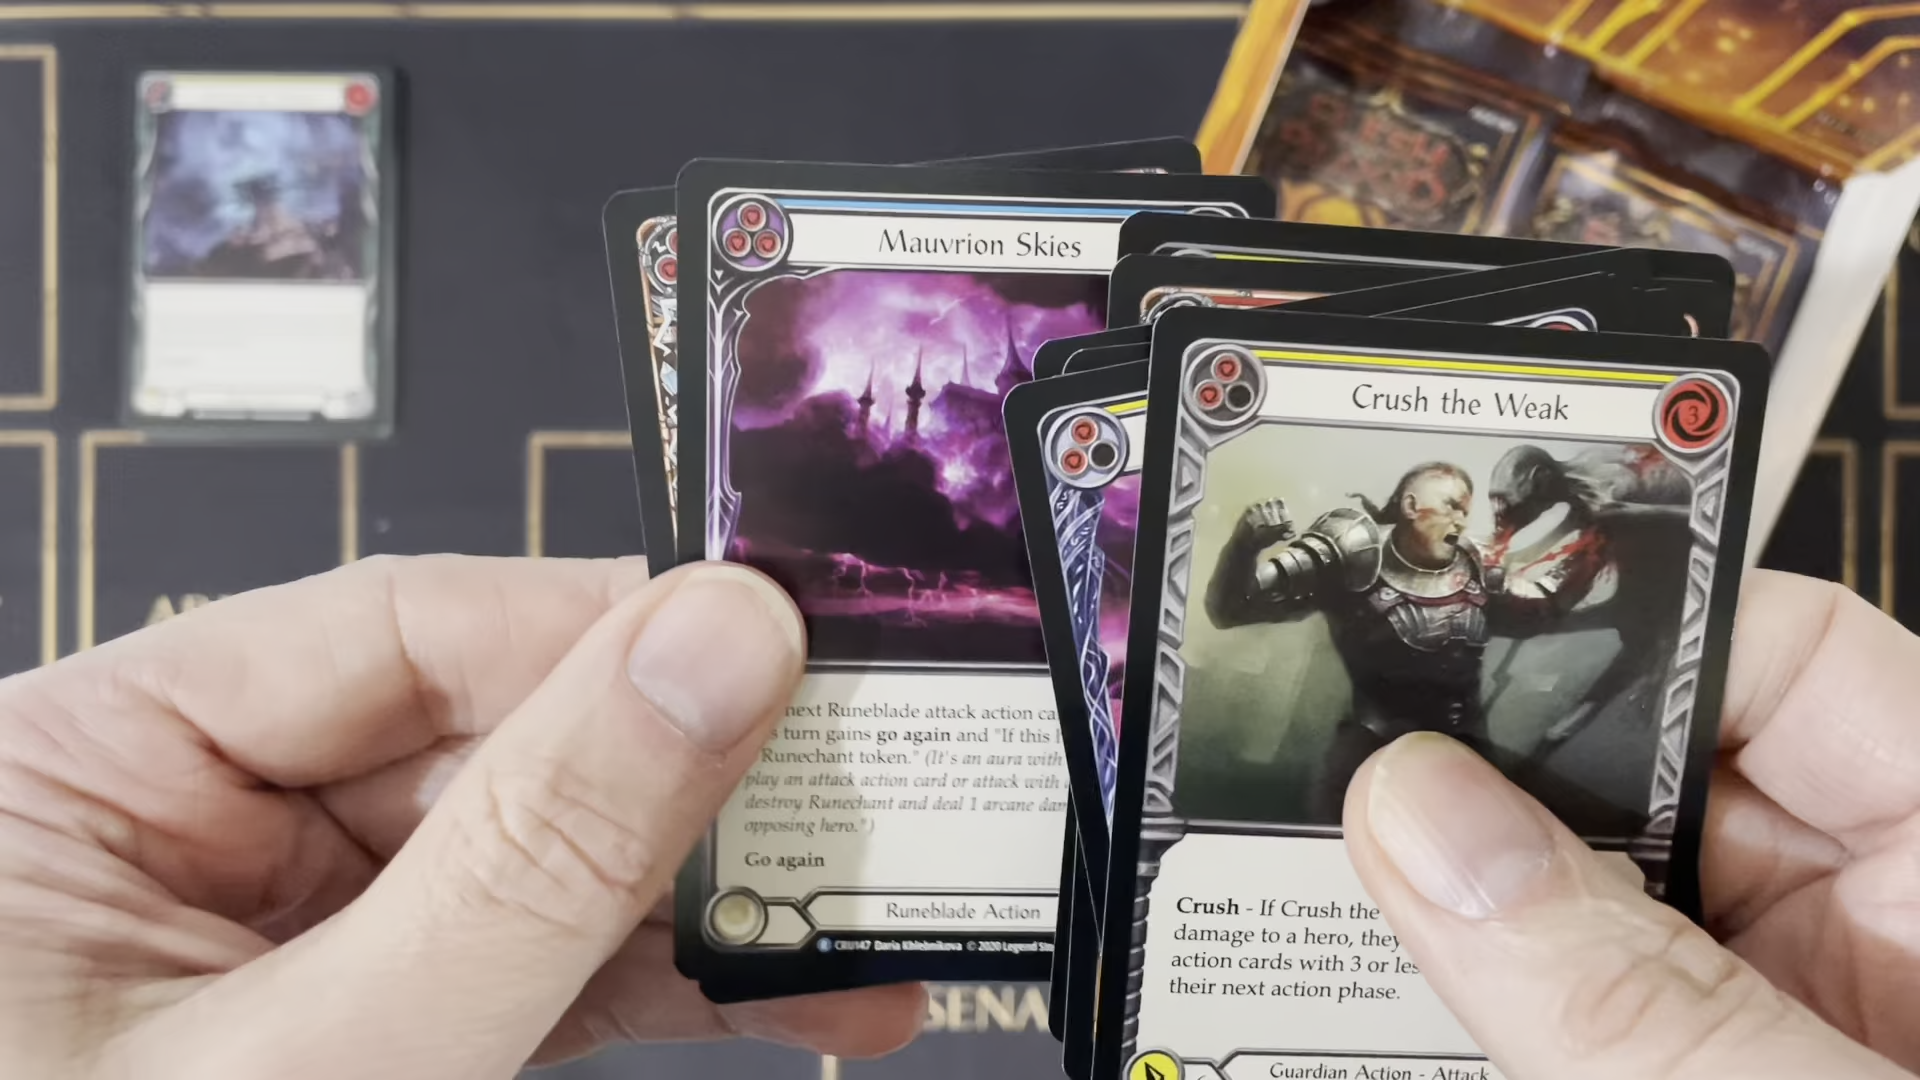 Mauvrion Skies
next Runeblade attack action ca
s turn gains go again and "If this
Runechant token." (It's an aura with
play an attack action card or attack with
destroy Runechant and deal 1 arcane dam
opposing hero.")
Go again
Runeblade Action
R CRU147 Daria Khlebnikova © 2020 Legend
Crush the Weak
3
Crush - If Crush the
damage to a hero, they
action cards with 3 or les
their next action phase.
Guardian Action - Attack
SENA